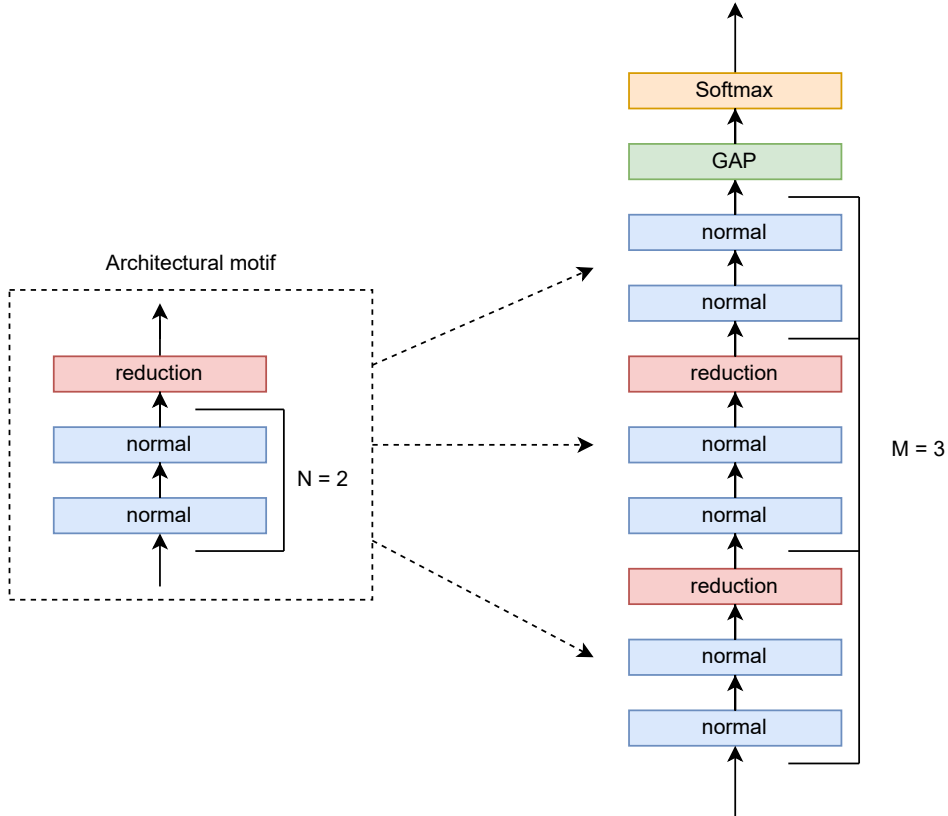 Architectural motif
reduction
normal
normal
N = 2
Softmax
GAP
normal
normal
reduction
normal
normal
reduction
normal
normal
M = 3